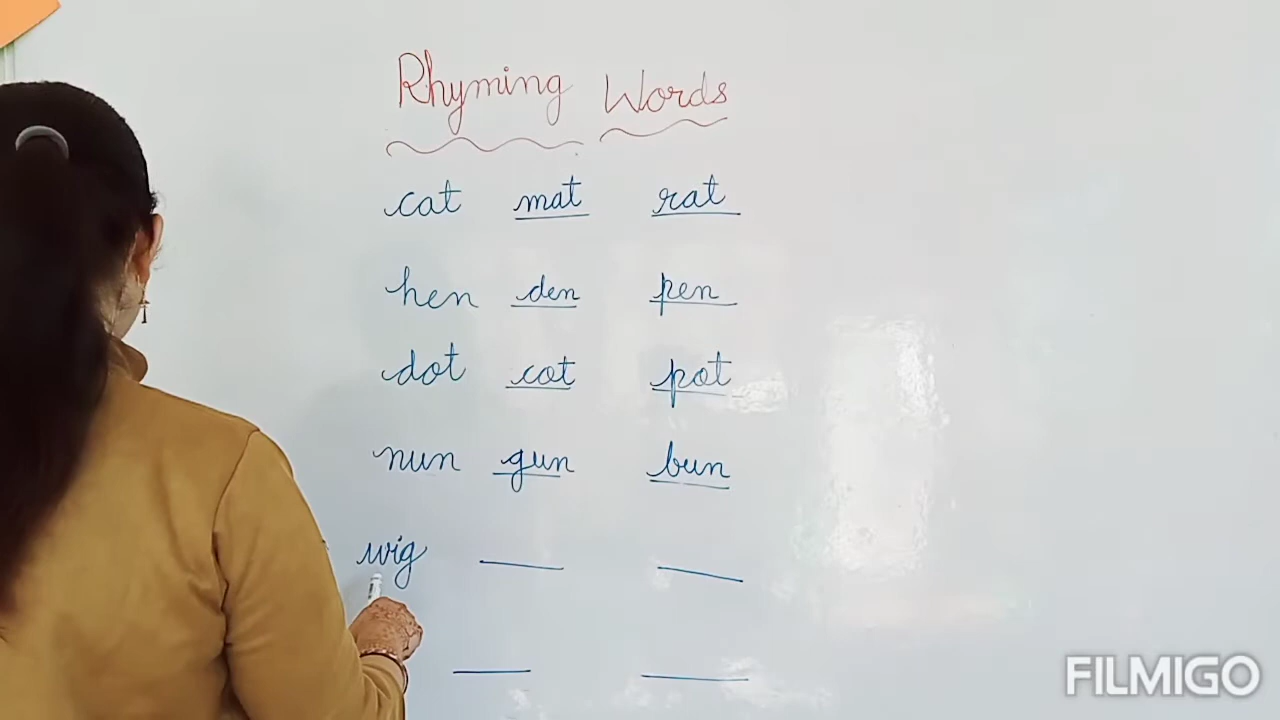 Rhyming Words
cat mat rat
hen den pen
dot cot pot
nun gun bun
wig
FILMIGO